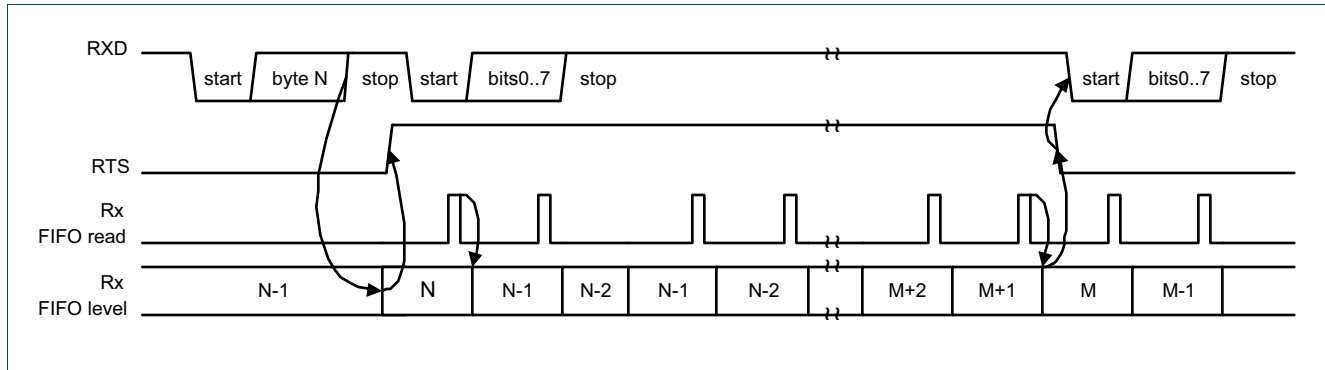 RXD
start byte N stop start bits0..7 stop start bits0..7 stop
RTS
Rx
FIFO read
Rx
FIFO level
N-1 N N-1 N-2 N-1 N-2 M+2 M+1 M M-1